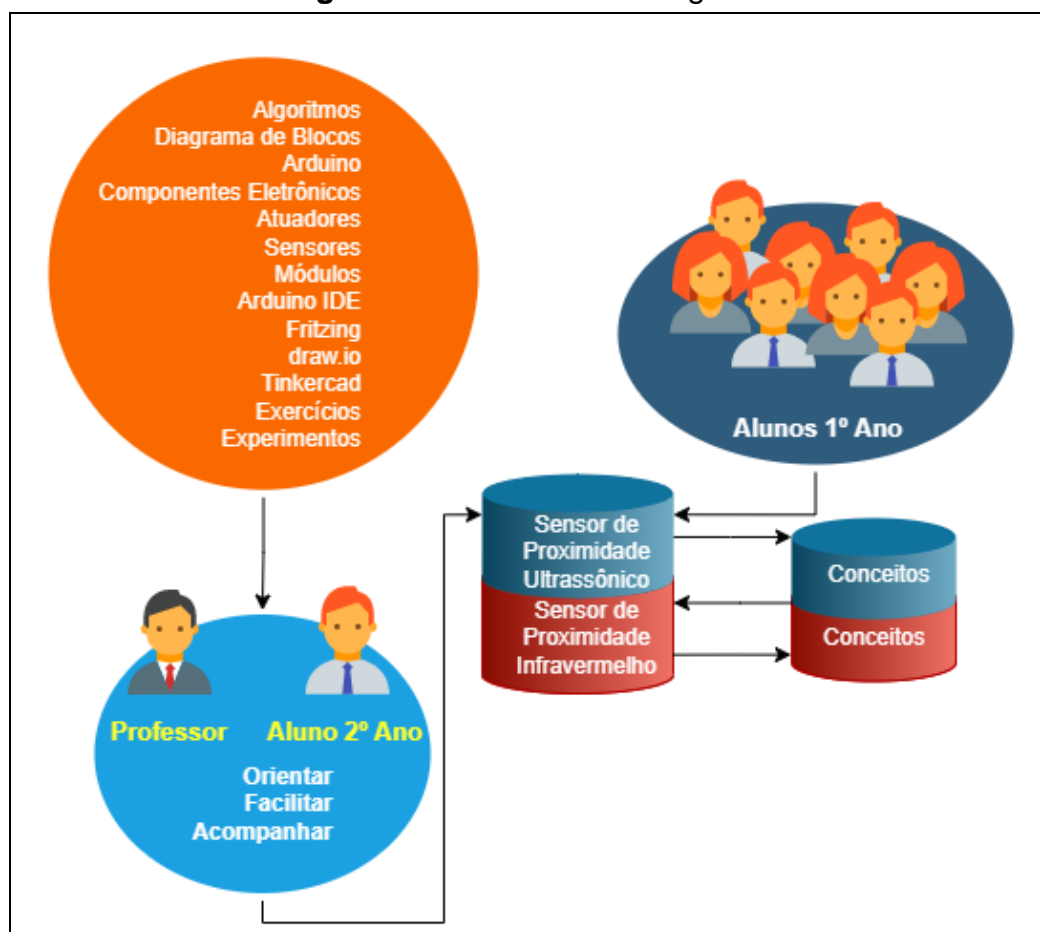 Algoritmos
Diagrama de Blocos
Arduino
Componentes Eletrônicos
Atuadores
Sensores
Módulos
Arduino IDE
Fritzing
draw.io
Tinkercad
Exercícios
Experimentos
Alunos 1º Ano
Sensor de
Proximidade
Ultrassônico
Sensor de
Proximidade
Infravermelho
Conceitos
Conceitos
Professor Aluno 2º Ano
Orientar
Facilitar
Acompanhar